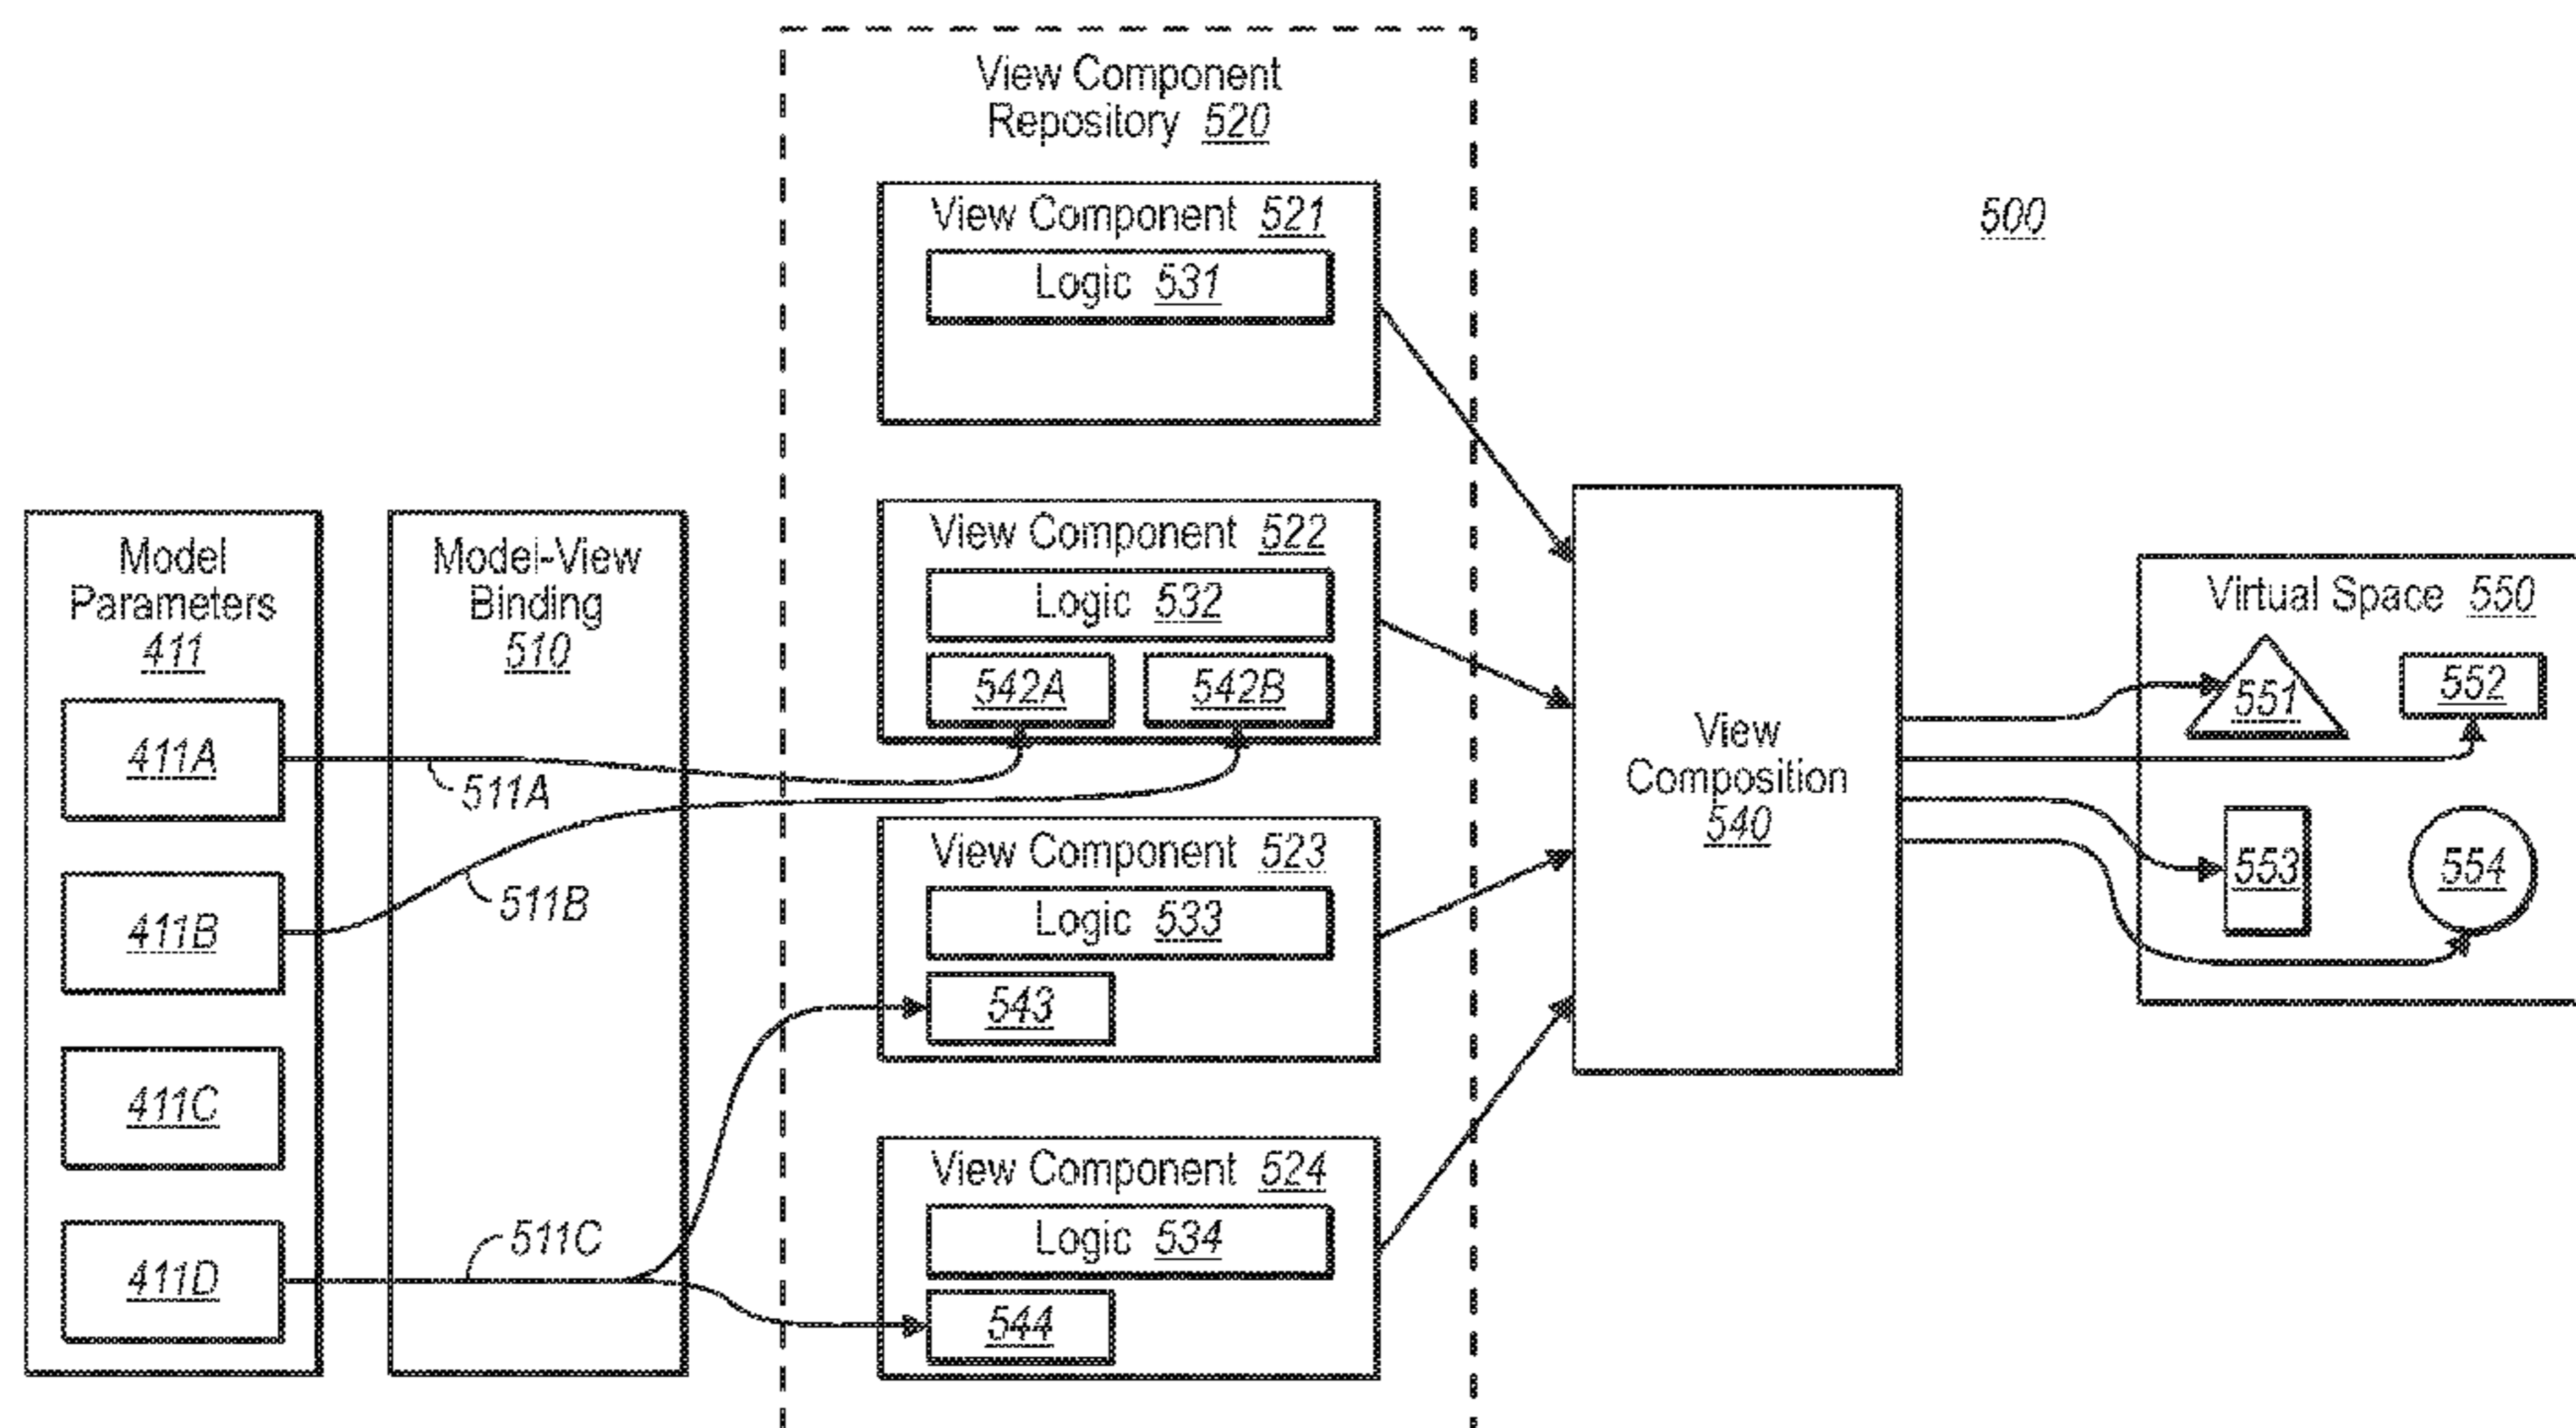 View Component
Repository 520
View Component 521
Logic 531
500
View Component 522
Logic 532
542A 542B
Model
Parameters
411
411A
411B
411C
411D
Model-View
Binding
510
511A
511B
511C
View Component 523
Logic 533
543
View Component 524
Logic 534
544
View
Composition
540
Virtual Space 550
551 552
553 554